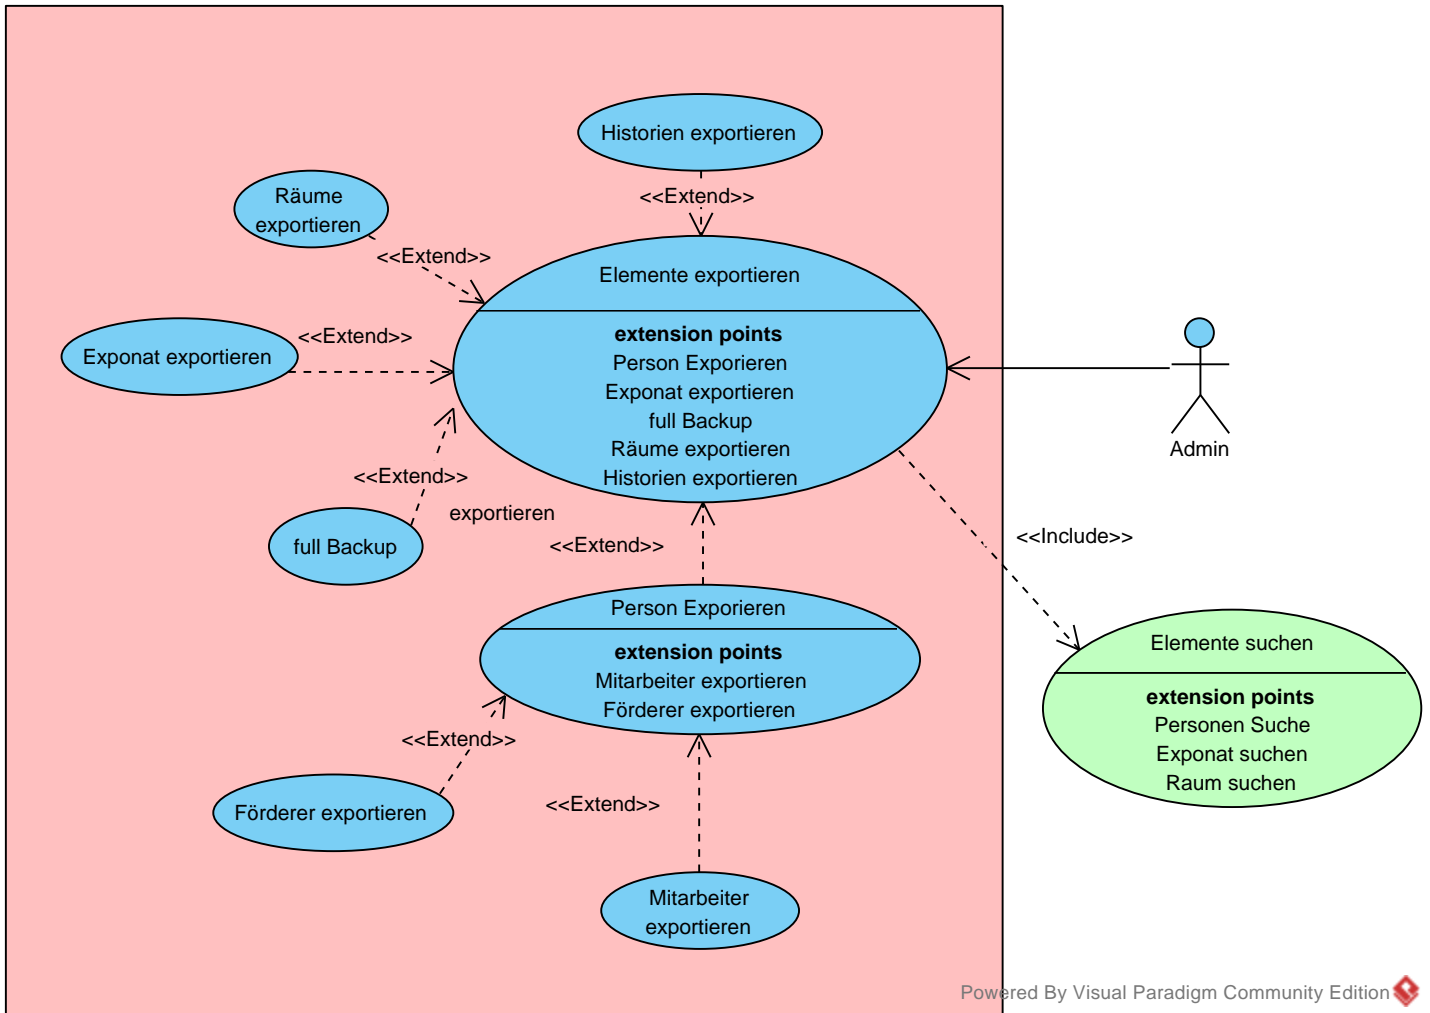 Historien exportieren
<<Extend>>
Räume
exportieren
<<Extend>>
Elemente exportieren
extension points
Person Exporieren
Exponat exportieren
full Backup
Räume exportieren
Historien exportieren
<<Extend>>
Exponat exportieren
Admin
<<Extend>>
exportieren
full Backup
<<Extend>>
<<Include>>
Person Exporieren
extension points
Mitarbeiter exportieren
Förderer exportieren
Elemente suchen
extension points
Personen Suche
Exponat suchen
Raum suchen
<<Extend>>
Förderer exportieren
<<Extend>>
Mitarbeiter
exportieren
Powered By Visual Paradigm Community Edition